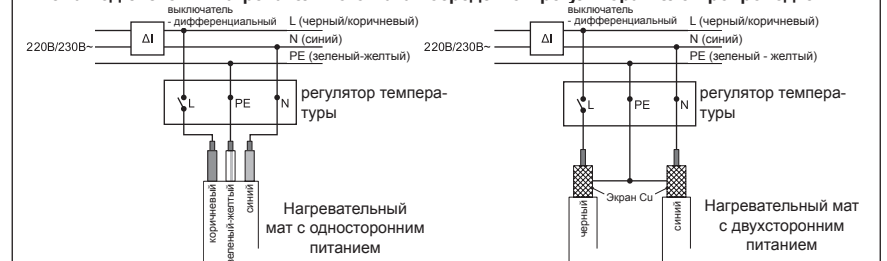 выключатель
- дифференциальный
L (черный/коричневый)
ΔI
N (синий)
220В/230В~
PE (зеленый-желтый)
L
PE
N
регулятор темпера-
туры
коричневый
зеленый-желтый
синий
Нагревательный
мат с односторонним
питанием
выключатель
- дифференциальный
L (черный/коричневый)
ΔI
N (синий)
220В/230В~
PE (зеленый - желтый)
L
PE
N
регулятор темпера-
туры
Экран Cu
черный
синий
Нагревательный мат
с двухсторонним
питанием